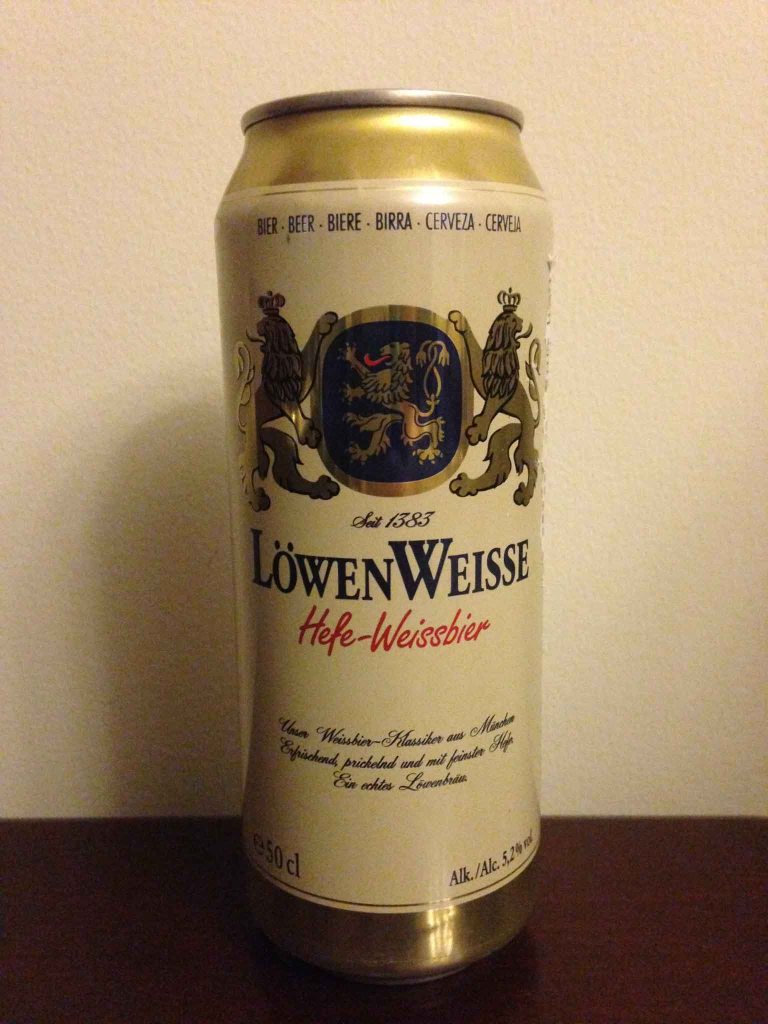 BIER · BEER · BIERE · BIRRA · CERVEZA · CERVEJA
Seit 1383
LÖWENWEISSE
Hefe-Weissbier
Unser Weissbier-Klassiker aus München
Erfrischend, prickelnd und mit feinster Hefe.
Ein echtes Löwenbräu.
℮50 cl
Alk./Alc. 5,2% vol